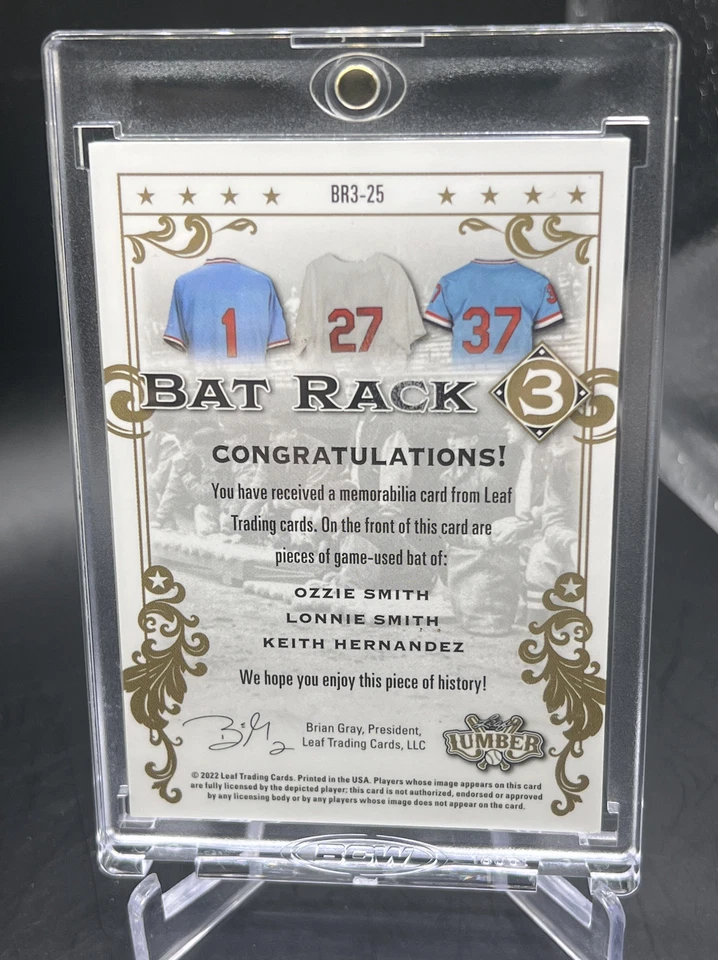 BR3-25
1 27 37
BAT RACK 3
CONGRATULATIONS!
You have received a memorabilia card from Leaf
Trading cards. On the front of this card are
pieces of game-used bat of:
OZZIE SMITH
LONNIE SMITH
KEITH HERNANDEZ
We hope you enjoy this piece of history!
Brian Gray, President,
Leaf Trading Cards, LLC
Leaf
LUMBER
© 2022 Leaf Trading Cards. Printed in the USA. Players whose image appears on this card
are fully licensed by the depicted player; this card is not authorized, endorsed or approved
by any licensing body or by any players whose image does not appear on the card.
BCW